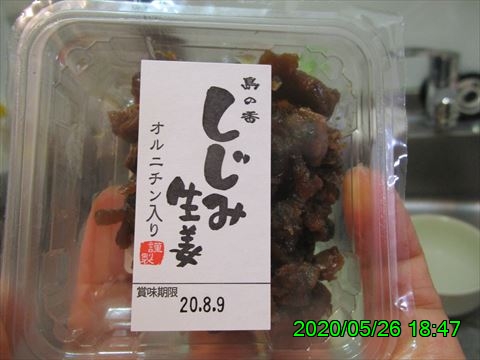 島の香
しじみ
生姜
オルニチン入り
謹製
賞味期限
20.8.9
2020/05/26 18:47